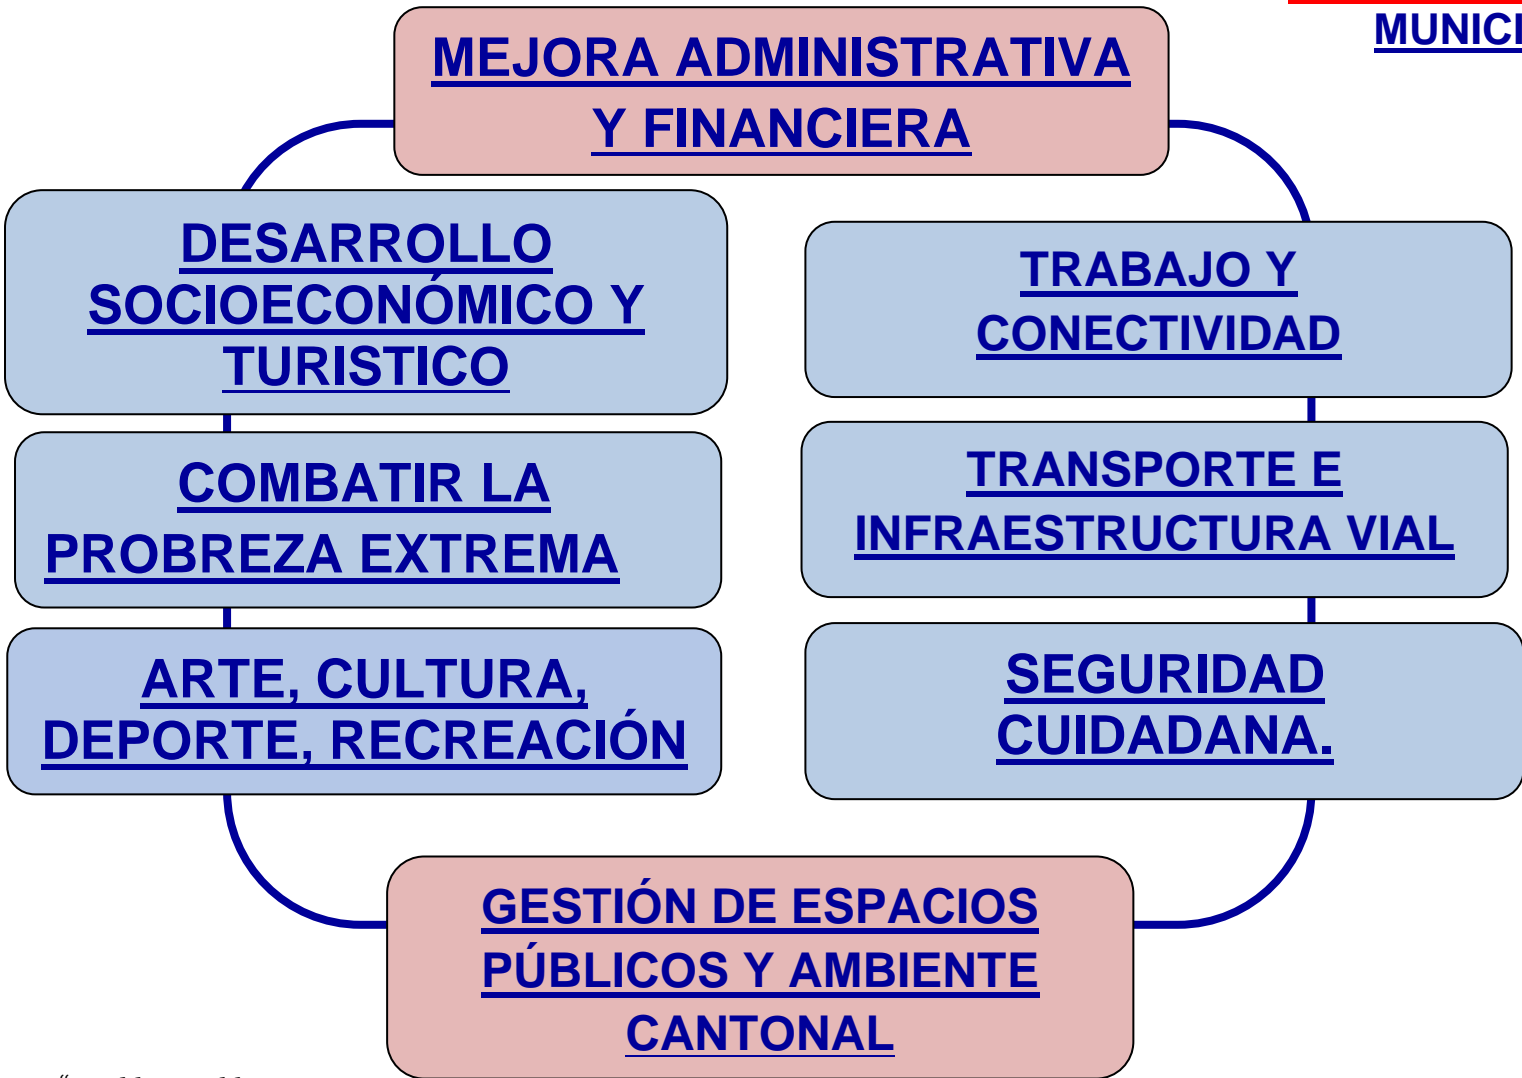 MEJORA ADMINISTRATIVA
Y FINANCIERA
DESARROLLO
SOCIOECONÓMICO Y
TURISTICO
COMBATIR LA
PROBREZA EXTREMA
ARTE, CULTURA,
DEPORTE, RECREACIÓN
TRABAJO Y
CONECTIVIDAD
TRANSPORTE E
INFRAESTRUCTURA VIAL
SEGURIDAD
CUIDADANA.
GESTIÓN DE ESPACIOS
PÚBLICOS Y AMBIENTE
CANTONAL